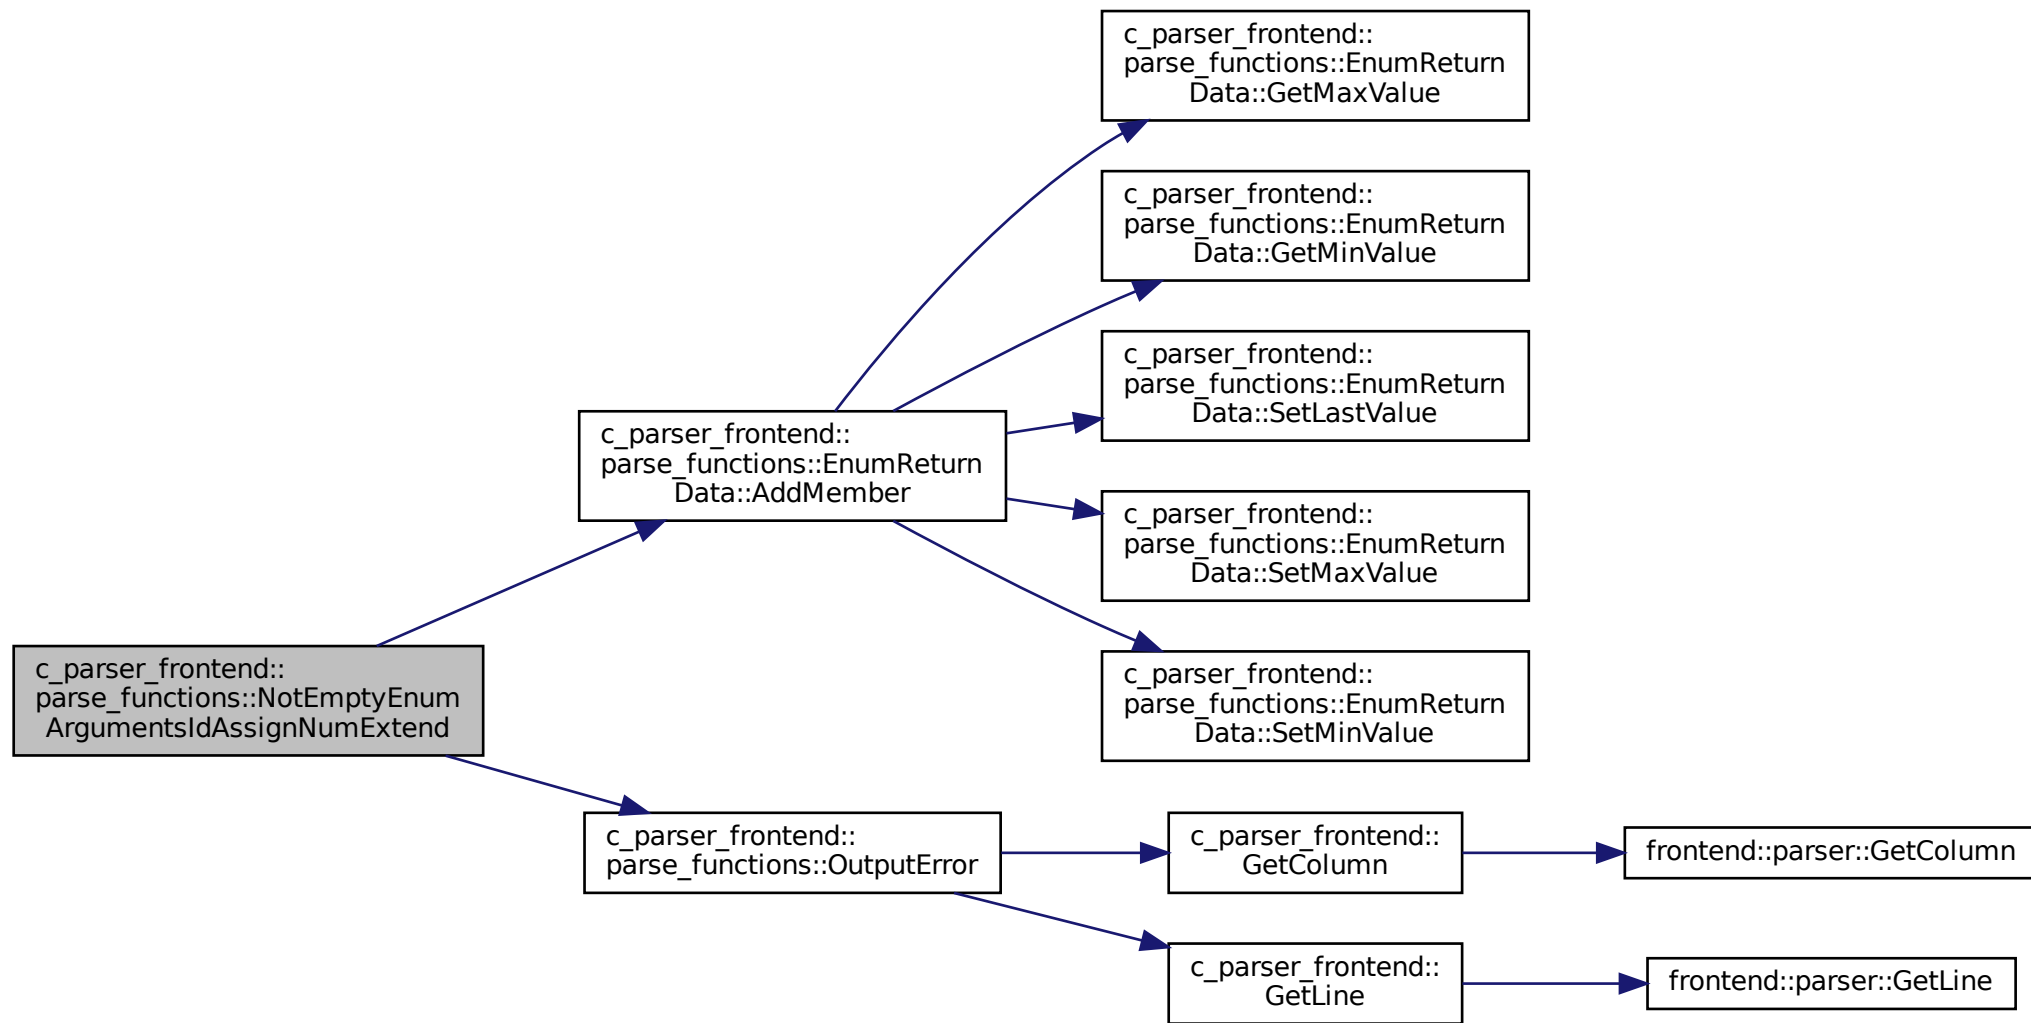 c_parser_frontend::
parse_functions::EnumReturn
Data::GetMaxValue
c_parser_frontend::
parse_functions::EnumReturn
Data::GetMinValue
c_parser_frontend::
parse_functions::EnumReturn
Data::SetLastValue
c_parser_frontend::
parse_functions::EnumReturn
Data::AddMember
c_parser_frontend::
parse_functions::EnumReturn
Data::SetMaxValue
c_parser_frontend::
parse_functions::EnumReturn
Data::SetMinValue
c_parser_frontend::
parse_functions::NotEmptyEnum
ArgumentsIdAssignNumExtend
c_parser_frontend::
parse_functions::OutputError
c_parser_frontend::
GetColumn
frontend::parser::GetColumn
c_parser_frontend::
GetLine
frontend::parser::GetLine